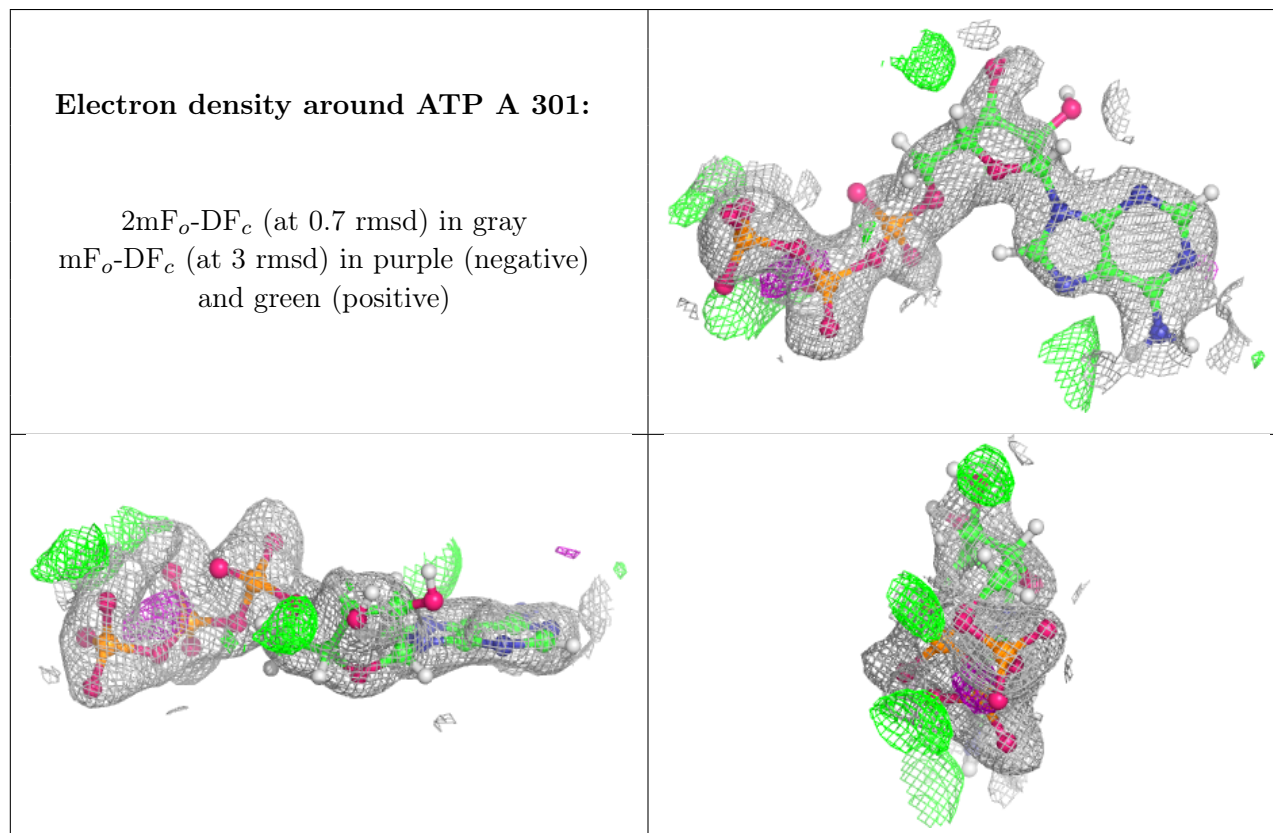 Electron density around ATP A 301:
2mFo-DFc (at 0.7 rmsd) in gray
mFo-DFc (at 3 rmsd) in purple (negative)
and green (positive)